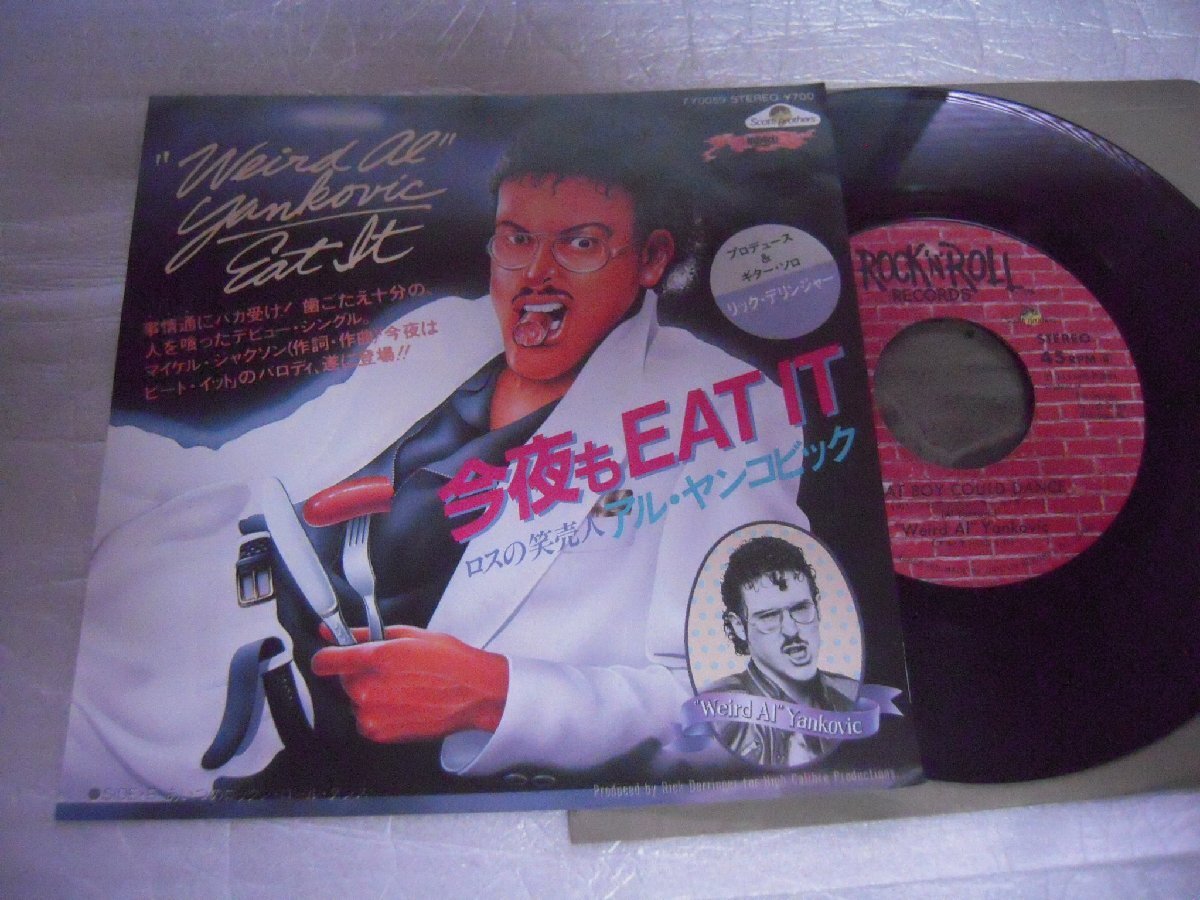 "Weird Al"
Yankovic
Eat It
事情通にバカ受け! 歯ごたえ十分の、
人を喰ったデビュー・シングル。
マイケル・ジャクソン(作詞・作曲)「今夜は
ビート・イット」のパロディ、遂に登場!!
STEREO ¥700
Scotti Brothers
プロデュース
&
ギター・ソロ
リック・デリンジャー
今夜もEAT IT
ロスの笑売人 アル・ヤンコビック
"Weird Al" Yankovic
Produced by Rick Derringer for High Calibre Productions
ROCK 'N' ROLL
RECORDS
STEREO
45 RPM
BOY COULD DANCE
"Weird Al" Yankovic